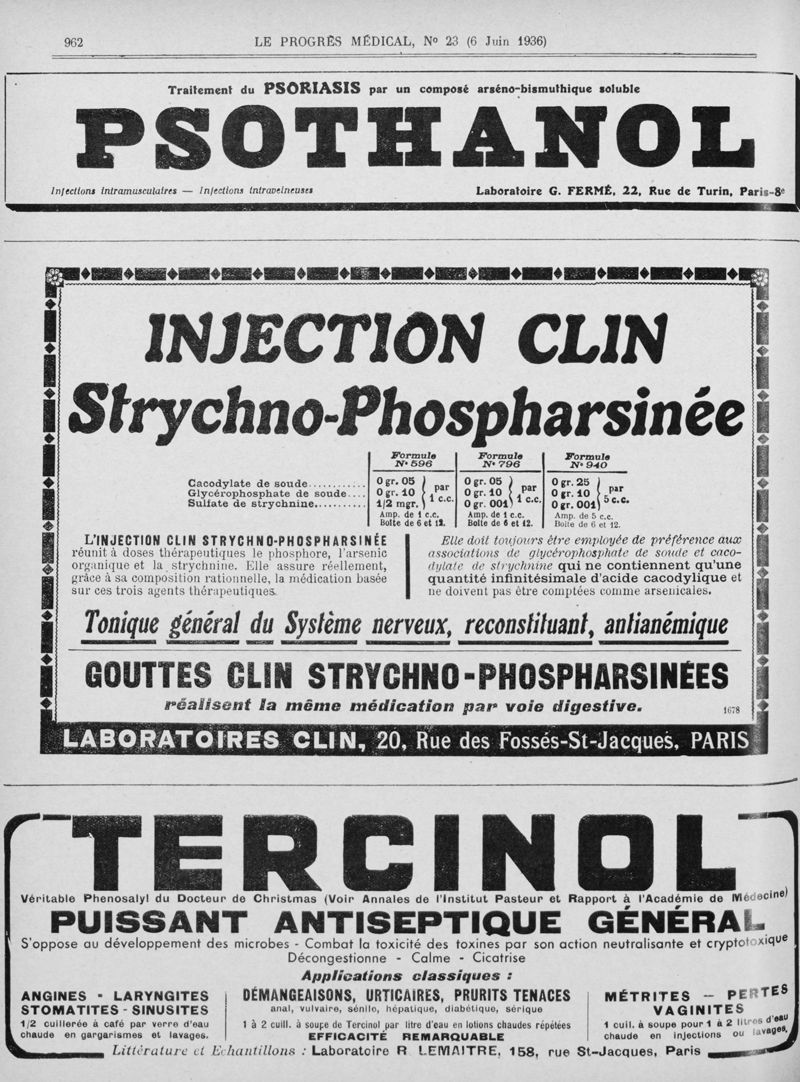 962 LE PROGRÈS MÉDICAL, Nº 23 (6 Juin 1936)
Traitement du PSORIASIS par un composé arséno-bismuthique soluble
PSOTHANOL
Injections intramusculaires — Injections intraveineuses Laboratoire G. FERMÉ, 22, Rue de Turin, Paris-8e
INJECTION CLIN
Strychno-Phospharsinée
Formule Nº 596 Formule Nº 796 Formule Nº 940
Cacodylate de soude........... 0 gr. 05 0 gr. 05 0 gr. 25
Glycérophosphate de soude.... 0 gr. 10 par 1 c.c. 0 gr. 10 par 1 c.c. 0 gr. 10 par 5 c.c.
Sulfate de strychnine.......... 1/2 mgr. 0 gr. 001 0 gr. 001
Amp. de 1 c.c. Amp. de 1 c.c. Amp. de 5 c.c.
Boîte de 6 et 12. Boîte de 6 et 12. Boîte de 6 et 12.
L'INJECTION CLIN STRYCHNO-PHOSPHARSINÉE
réunit à doses thérapeutiques le phosphore, l'arsenic
organique et la strychnine. Elle assure réellement,
grâce à sa composition rationnelle, la médication basée
sur ces trois agents thérapeutiques.
Elle doit toujours être employée de préférence aux
associations de glycérophosphate de soude et caco-
dylate de strychnine qui ne contiennent qu'une
quantité infinitésimale d'acide cacodylique et
ne doivent pas être comptées comme arsenicales.
Tonique général du Système nerveux, reconstituant, antianémique
GOUTTES CLIN STRYCHNO-PHOSPHARSINÉES
réalisent la même médication par voie digestive.
1678
LABORATOIRES CLIN, 20, Rue des Fossés-St-Jacques, PARIS
TERCINOL
Véritable Phenosalyl du Docteur de Christmas (Voir Annales de l'Institut Pasteur et Rapport à l'Académie de Médecine)
PUISSANT ANTISEPTIQUE GÉNÉRAL
S'oppose au développement des microbes - Combat la toxicité des toxines par son action neutralisante et cryptotoxique
Décongestionne - Calme - Cicatrise
Applications classiques :
ANGINES - LARYNGITES
STOMATITES - SINUSITES
1/2 cuillerée à café par verre d'eau
chaude en gargarismes et lavages.
DÉMANGEAISONS, URTICAIRES, PRURITS TENACES
anal, vulvaire, sénile, hépatique, diabétique, sérique
1 à 2 cuill. à soupe de Tercinol par litre d'eau en lotions chaudes répétées
EFFICACITÉ REMARQUABLE
MÉTRITES — PERTES
VAGINITES
1 cuil. à soupe pour 1 à 2 litres d'eau
chaude en injections ou lavages,
Littérature et Echantillons : Laboratoire R. LEMAITRE, 158, rue St-Jacques, Paris